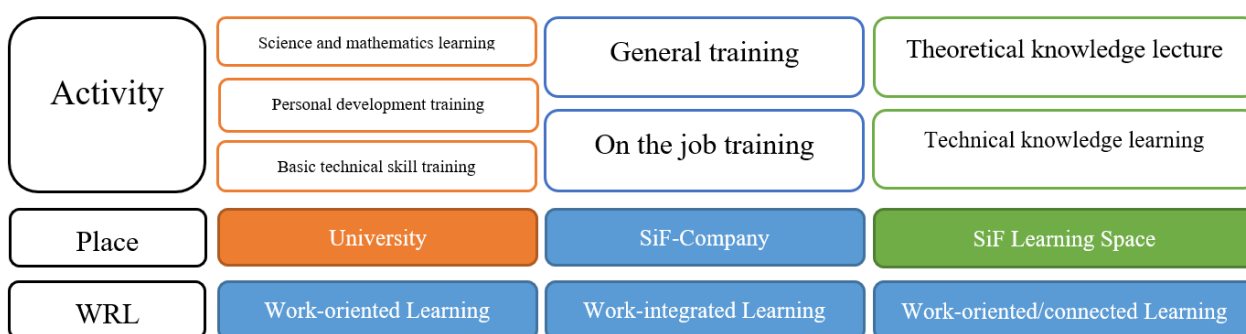 Activity
Science and mathematics learning
Personal development training
Basic technical skill training
General training
On the job training
Theoretical knowledge lecture
Technical knowledge learning
Place
University
SiF-Company
SiF Learning Space
WRL
Work-oriented Learning
Work-integrated Learning
Work-oriented/connected Learning